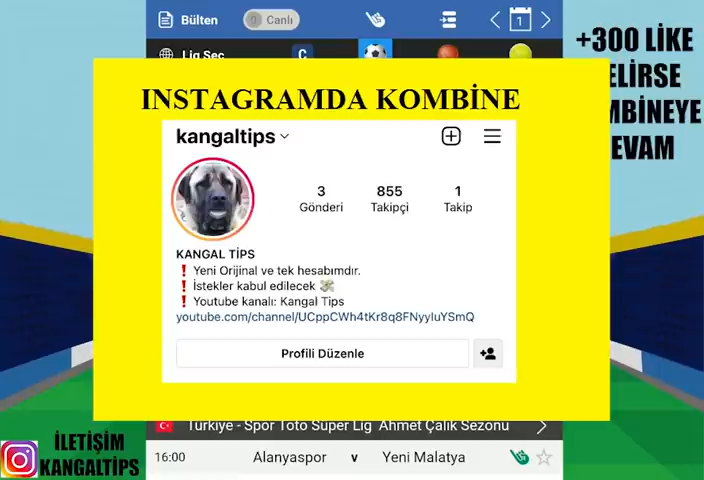 Bülten
0 Canlı
1
Lig Seç
C
+300 LİKE
ELİRSE
MBİNEYE
EVAM
INSTAGRAMDA KOMBİNE
kangaltips
3 855 1
Gönderi Takipçi Takip
KANGAL TİPS
❗ Yeni Orijinal ve tek hesabımdır.
❗ İstekler kabul edilecek 💸
❗ Youtube kanalı: Kangal Tips
youtube.com/channel/UCppCWh4tKr8q8FNyyIuYSmQ
Profili Düzenle
Türkiye - Spor Toto Süper Lig Ahmet Çalık Sezonu
16:00 Alanyaspor v Yeni Malatya
İLETİŞİM
KANGALTİPS